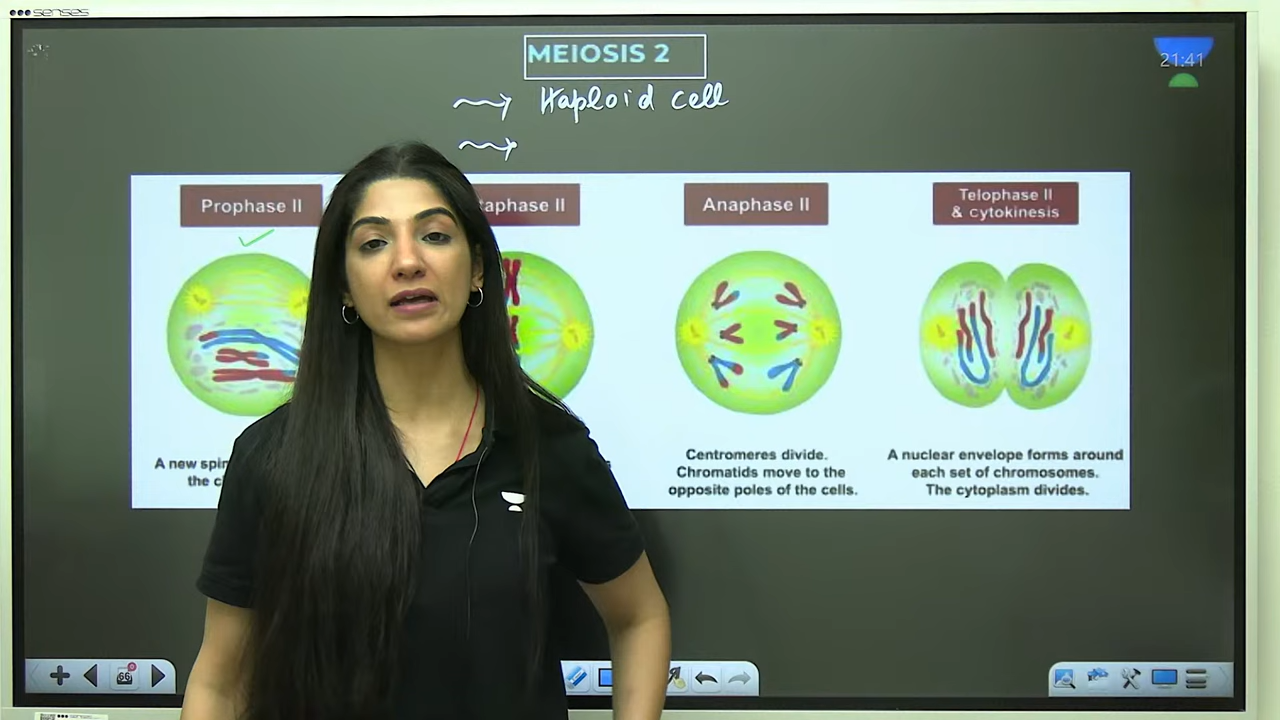 senses
MEIOSIS 2
21:41
Haploid cell
Prophase II
taphase II
Anaphase II
Telophase II
& cytokinesis
A new spin
the c
Centromeres divide.
Chromatids move to the
opposite poles of the cells.
A nuclear envelope forms around
each set of chromosomes.
The cytoplasm divides.
66